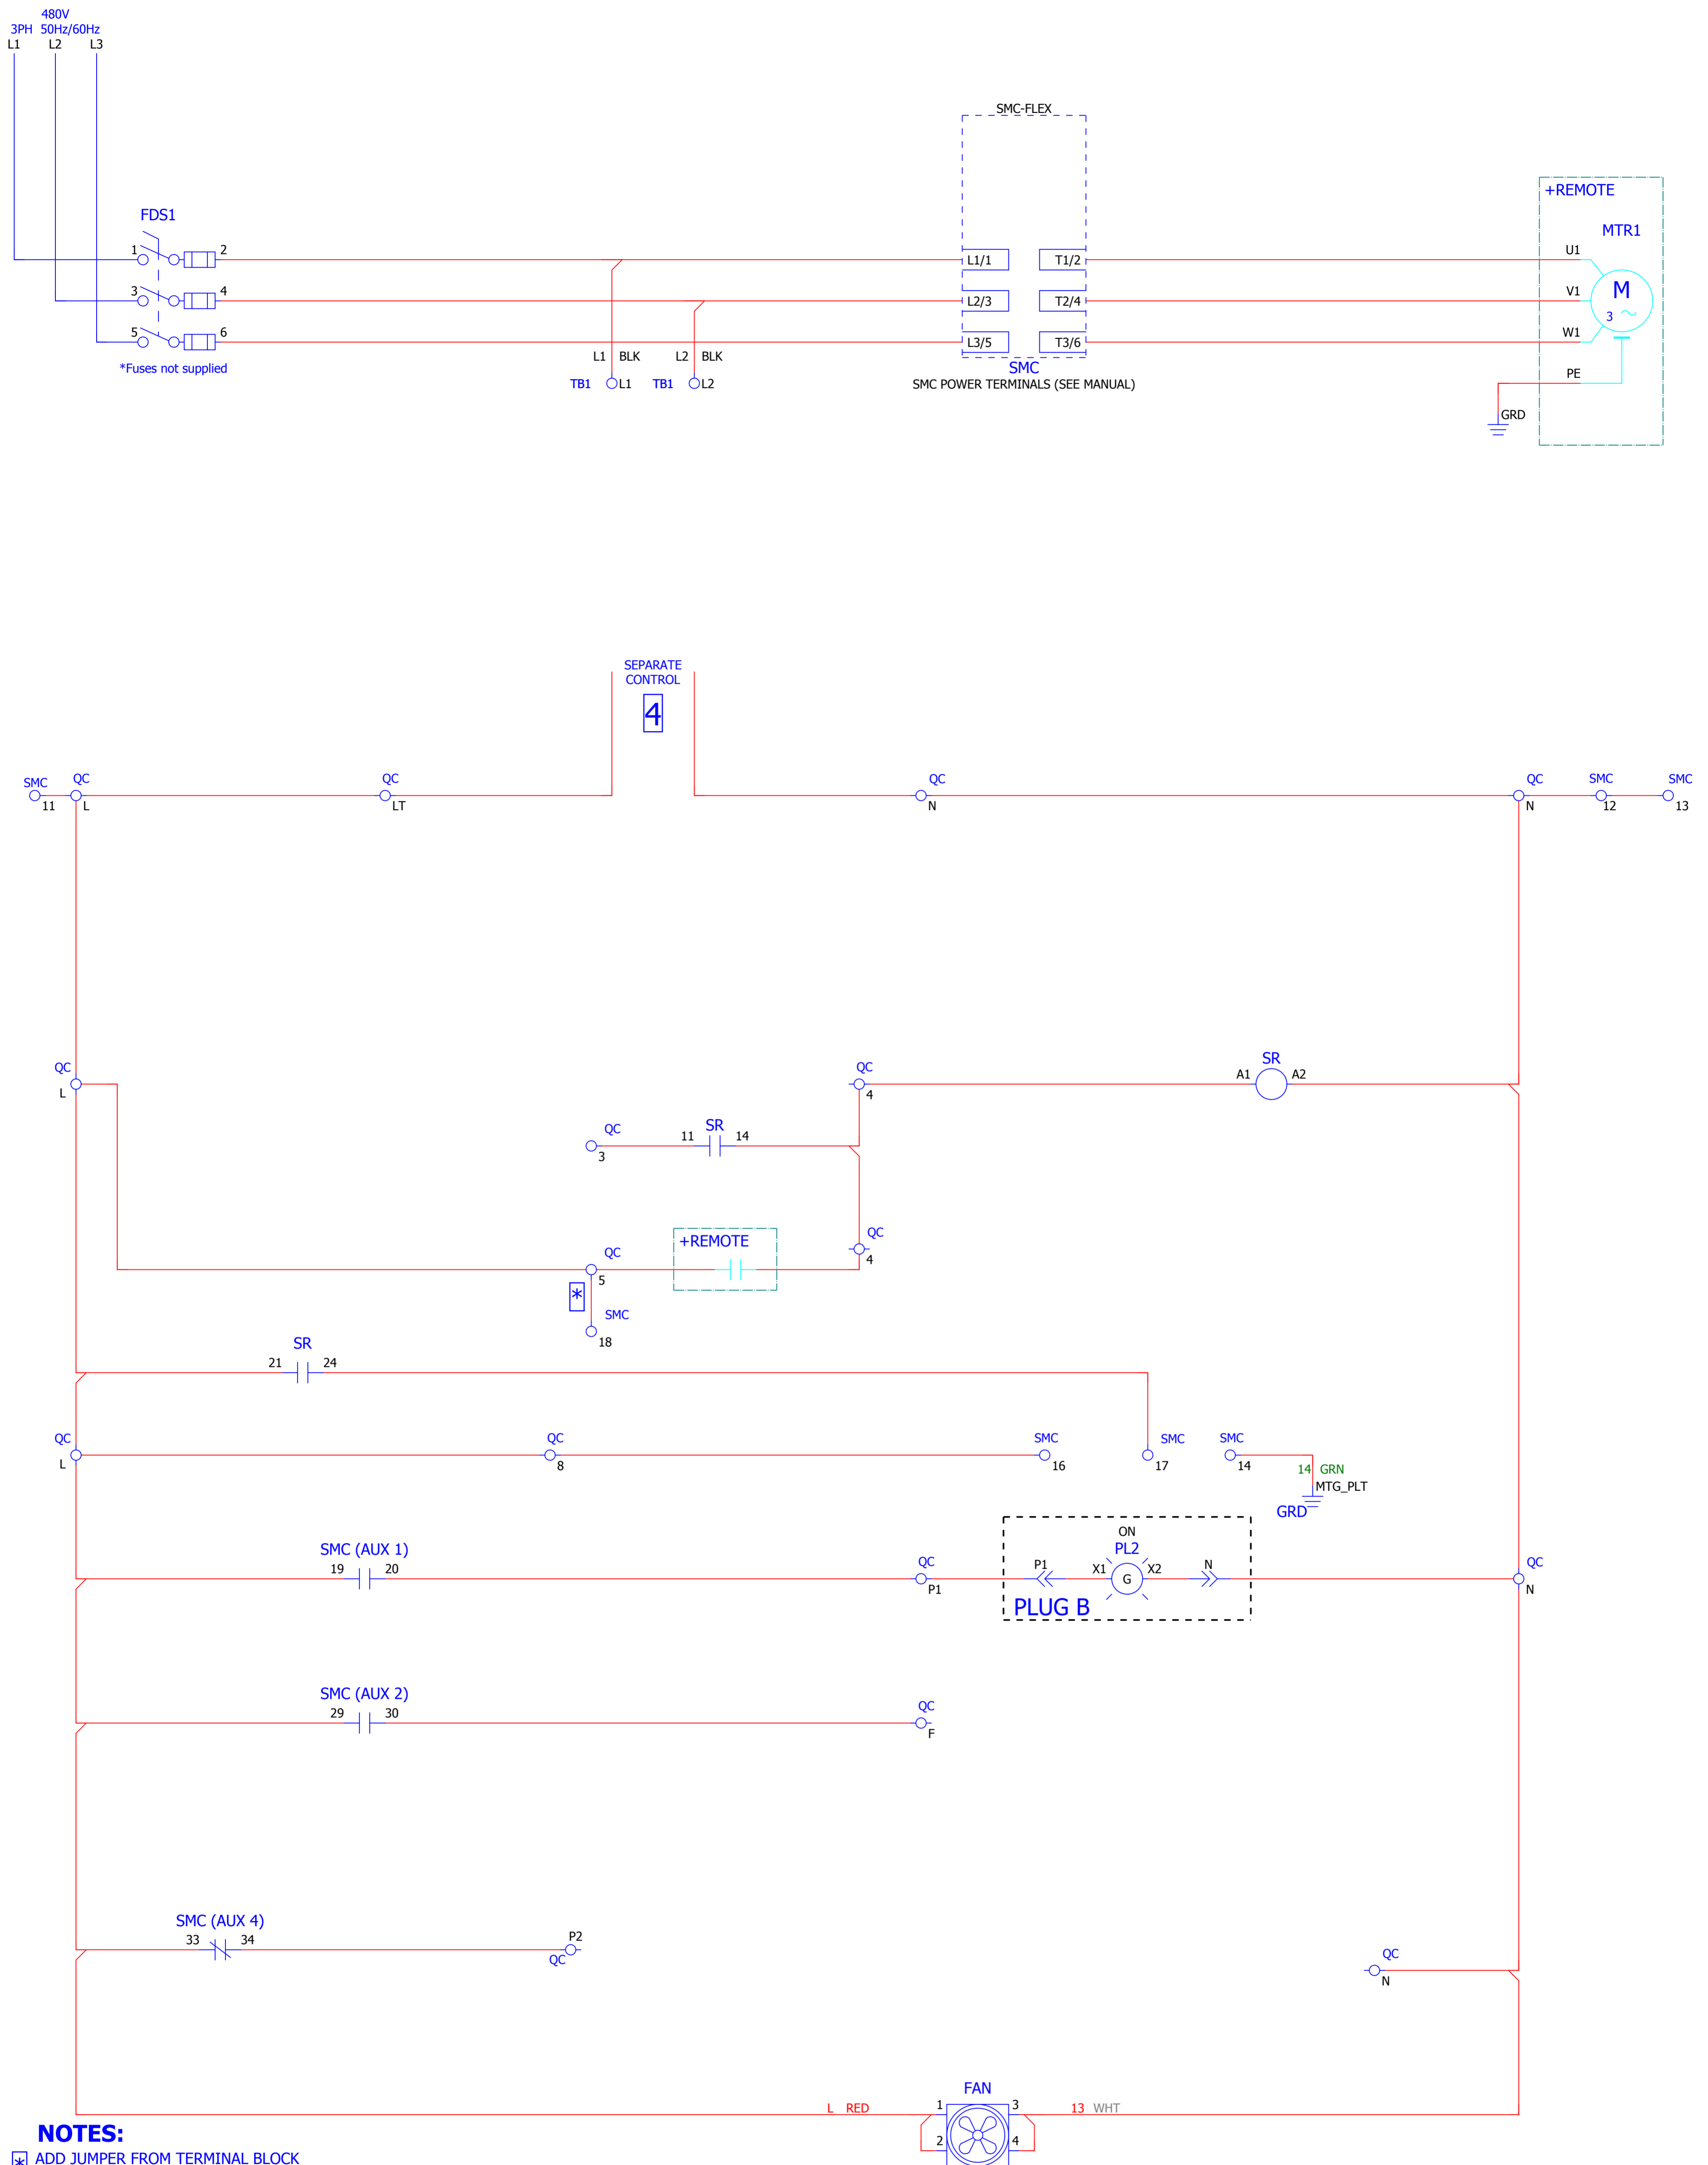 480V
3PH 50Hz/60Hz
L1 L2 L3
SMC-FLEX
+REMOTE
FDS1
MTR1
1 2
L1/1 T1/2
U1
3 4
L2/3 T2/4
V1
M
3
5 6
L3/5 T3/6
W1
*Fuses not supplied
L1 BLK L2 BLK
SMC
TB1 L1 TB1 L2
SMC POWER TERMINALS (SEE MANUAL)
PE
GRD
SEPARATE
CONTROL
4
SMC QC QC QC QC SMC SMC
11 L LT N N 12 13
QC QC SR
L 4 A1 A2
QC SR
3 11 14
QC
4
QC +REMOTE
5
*
SMC
18
SR
21 24
QC QC SMC SMC SMC
L 8 16 17 14
14 GRN
MTG_PLT
GRD
ON
SMC (AUX 1) PL2
19 20 QC P1 X1 X2 N QC
P1 G N
PLUG B
SMC (AUX 2)
29 30 QC
F
SMC (AUX 4)
33 34 P2
QC
QC
N
FAN
L RED 1 3 13 WHT
2 4
NOTES:
* ADD JUMPER FROM TERMINAL BLOCK